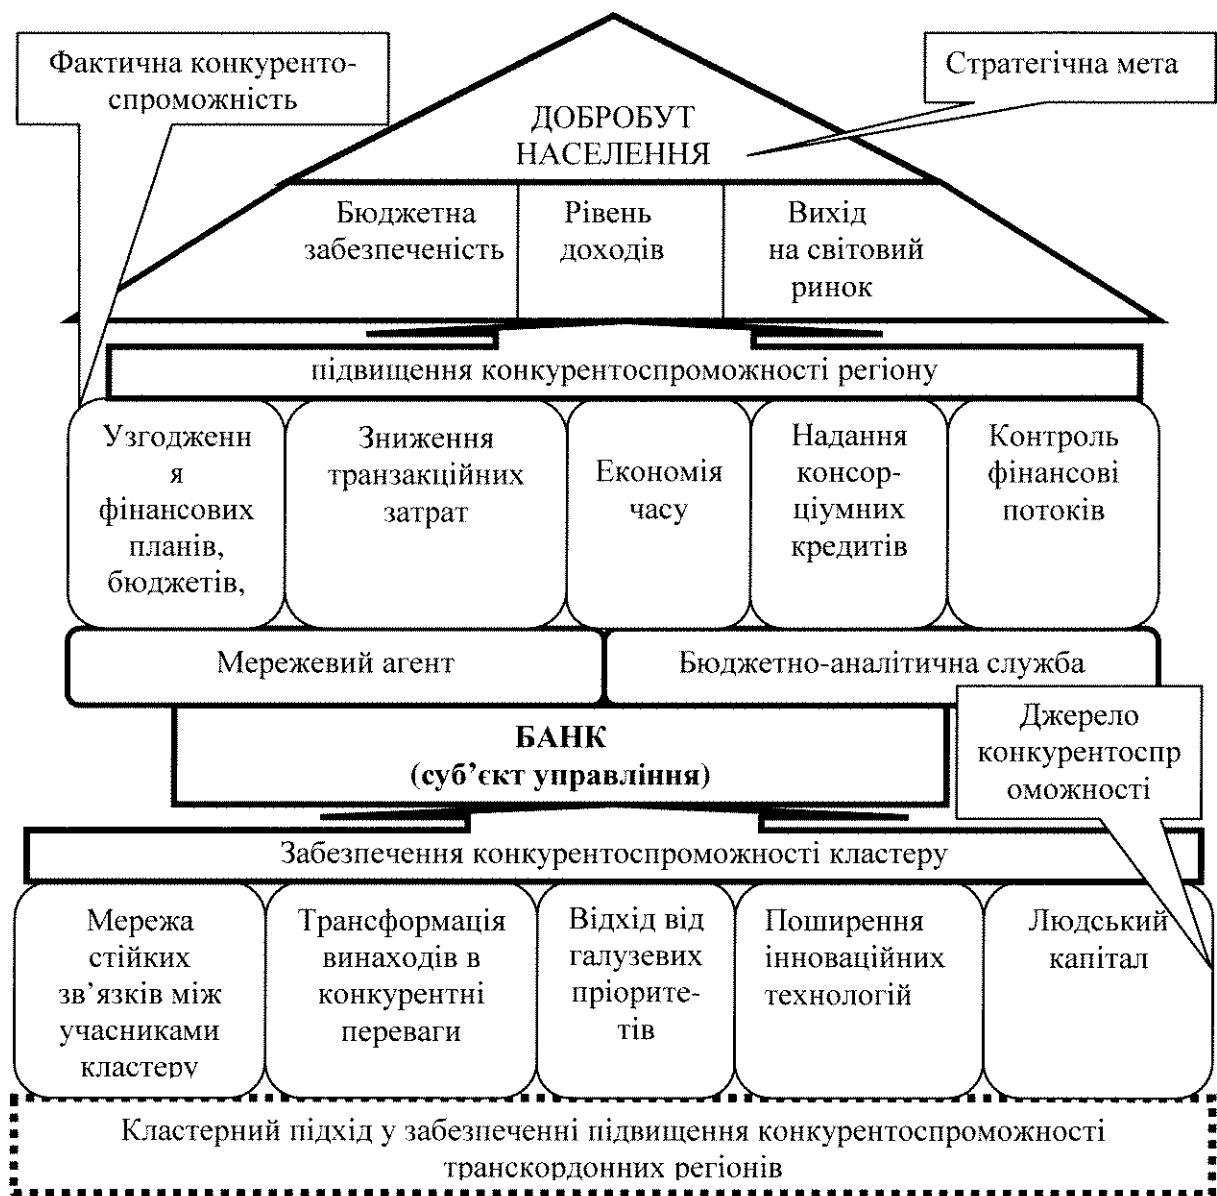 Фактична конкуренто-
спроможність
Стратегічна мета
ДОБРОБУТ
НАСЕЛЕННЯ
Бюджетна
забезпеченість
Рівень
доходів
Вихід
на світовий
ринок
підвищення конкурентоспроможності регіону
Узгодженн
я
фінансових
планів,
бюджетів,
Зниження
транзакційних
затрат
Економія
часу
Надання
консор-
ціумних
кредитів
Контроль
фінансові
потоків
Мережевий агент
Бюджетно-аналітична служба
БАНК
(суб’єкт управління)
Джерело
конкурентоспр
оможності
Забезпечення конкурентоспроможності кластеру
Мережа
стійких
зв’язків між
учасниками
кластеру
Трансформація
винаходів в
конкурентні
переваги
Відхід від
галузевих
пріорите-
тів
Поширення
інноваційних
технологій
Людський
капітал
Кластерний підхід у забезпеченні підвищення конкурентоспроможності
транскордонних регіонів